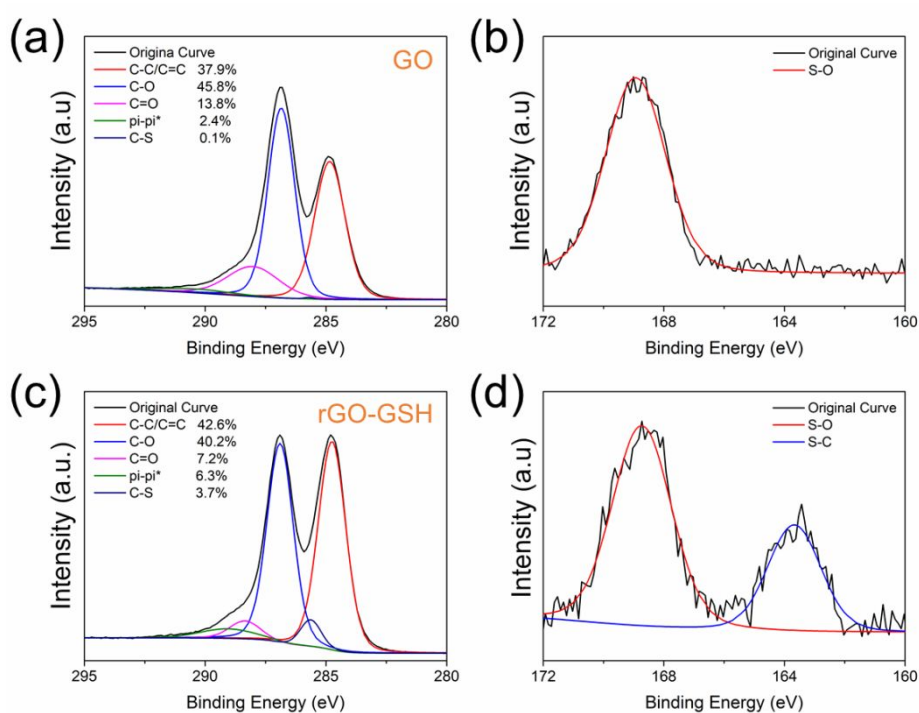 (a)
GO
Origina Curve
C-C/C=C 37.9%
C-O 45.8%
C=O 13.8%
pi-pi* 2.4%
C-S 0.1%
Intensity (a.u)
295 290 285 280
Binding Energy (eV)
(b)
Original Curve
S-O
Intensity (a.u)
172 168 164 160
Binding Energy (eV)
(c)
rGO-GSH
Original Curve
C-C/C=C 42.6%
C-O 40.2%
C=O 7.2%
pi-pi* 6.3%
C-S 3.7%
Intensity (a.u.)
295 290 285 280
Binding Energy (eV)
(d)
Original Curve
S-O
S-C
Intensity (a.u)
172 168 164 160
Binding Energy (eV)